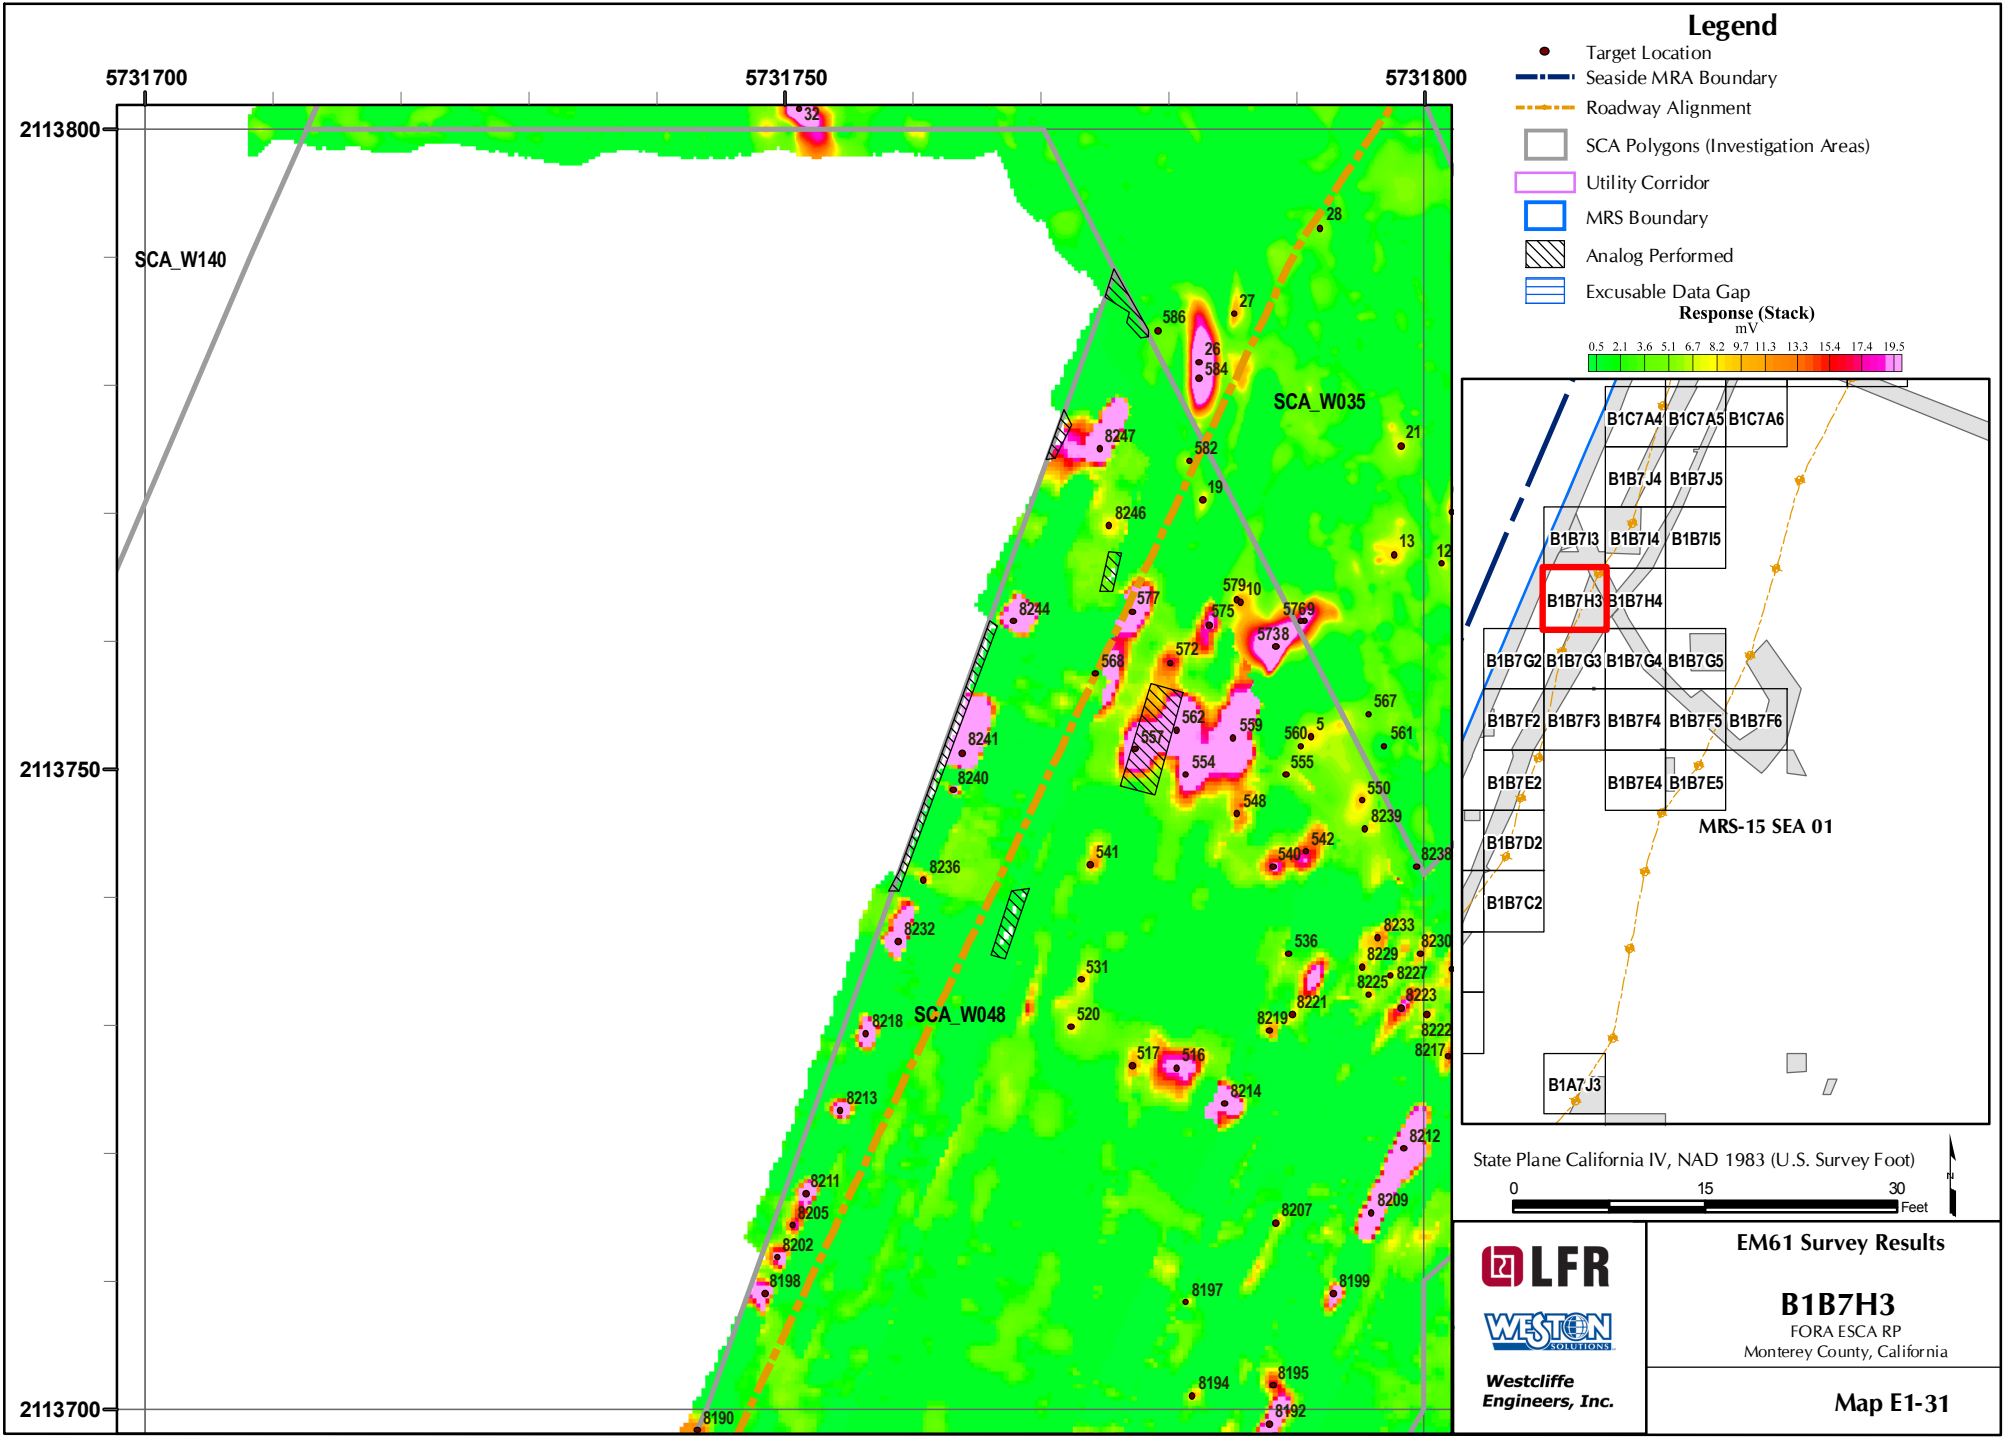 Legend
Target Location
Seaside MRA Boundary
Roadway Alignment
SCA Polygons (Investigation Areas)
Utility Corridor
MRS Boundary
Analog Performed
Excusable Data Gap
Response (Stack)
mV
0.5 2.1 3.6 5.1 6.7 8.2 9.7 11.3 13.3 15.4 17.4 19.5
5731700 5731750 5731800
2113800
32
28
SCA_W140
27
586
26
584
SCA_W035
21
8247
582
19
8246
13
12
579 10
8244
577
575
5769
5738
572
568
567
562
5
557
559
560
561
8241
2113750
554
555
8240
550
548
8239
541
540
542
8238
8236
8232
8233
536
8230
531
8229
8227
8225
8221
8223
SCA_W048
8218
520
8219
8222
517
516
8217
8214
8213
8212
8211
8205
8209
8207
8202
8198
8197
8199
8194
8195
2113700
8190
8192
B1C7A4 B1C7A5 B1C7A6
B1B7J4 B1B7J5
B1B7I3 B1B7I4 B1B7I5
B1B7H3 B1B7H4
B1B7G2 B1B7G3 B1B7G4 B1B7G5
B1B7F2 B1B7F3 B1B7F4 B1B7F5 B1B7F6
B1B7E2 B1B7E4 B1B7E5
MRS-15 SEA 01
B1B7D2
B1B7C2
B1A7J3
State Plane California IV, NAD 1983 (U.S. Survey Foot)
0 15 30
Feet
N
LFR
WESTON
SOLUTIONS
Westcliffe
Engineers, Inc.
EM61 Survey Results
B1B7H3
FORA ESCA RP
Monterey County, California
Map E1-31